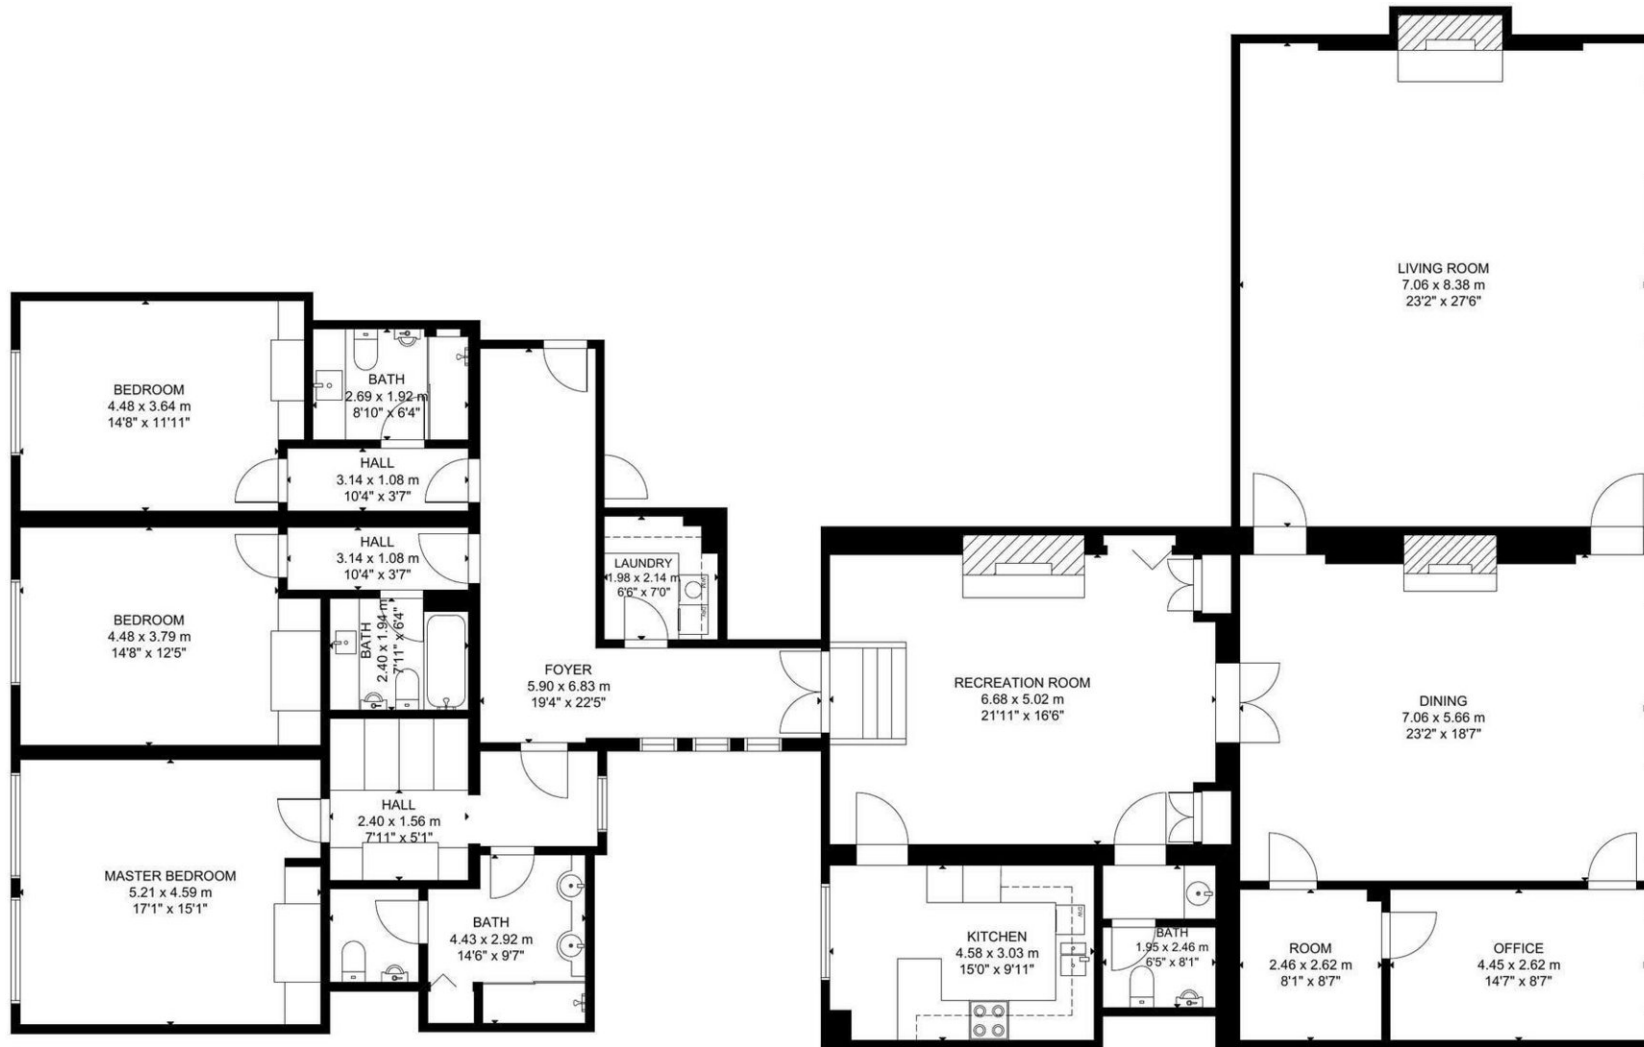 LIVING ROOM
7.06 x 8.38 m
23'2" x 27'6"
BEDROOM
4.48 x 3.64 m
14'8" x 11'11"
BATH
2.69 x 1.92 m
8'10" x 6'4"
HALL
3.14 x 1.08 m
10'4" x 3'7"
HALL
3.14 x 1.08 m
10'4" x 3'7"
LAUNDRY
1.98 x 2.14 m
6'6" x 7'0"
BEDROOM
4.48 x 3.79 m
14'8" x 12'5"
BATH
2.40 x 1.94 m
7'11" x 6'4"
FOYER
5.90 x 6.83 m
19'4" x 22'5"
RECREATION ROOM
6.68 x 5.02 m
21'11" x 16'6"
DINING
7.06 x 5.66 m
23'2" x 18'7"
HALL
2.40 x 1.56 m
7'11" x 5'1"
MASTER BEDROOM
5.21 x 4.59 m
17'1" x 15'1"
BATH
4.43 x 2.92 m
14'6" x 9'7"
KITCHEN
4.58 x 3.03 m
15'0" x 9'11"
BATH
1.95 x 2.46 m
6'5" x 8'1"
ROOM
2.46 x 2.62 m
8'1" x 8'7"
OFFICE
4.45 x 2.62 m
14'7" x 8'7"